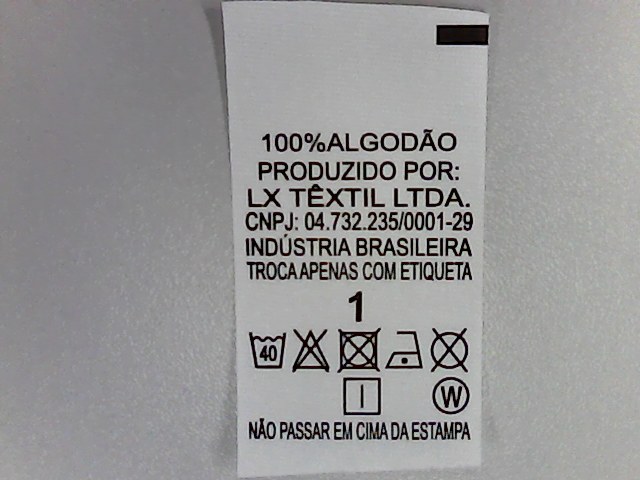 100%ALGODÃO
PRODUZIDO POR:
LX TÊXTIL LTDA.
CNPJ: 04.732.235/0001-29
INDÚSTRIA BRASILEIRA
TROCA APENAS COM ETIQUETA
1
40
W
NÃO PASSAR EM CIMA DA ESTAMPA